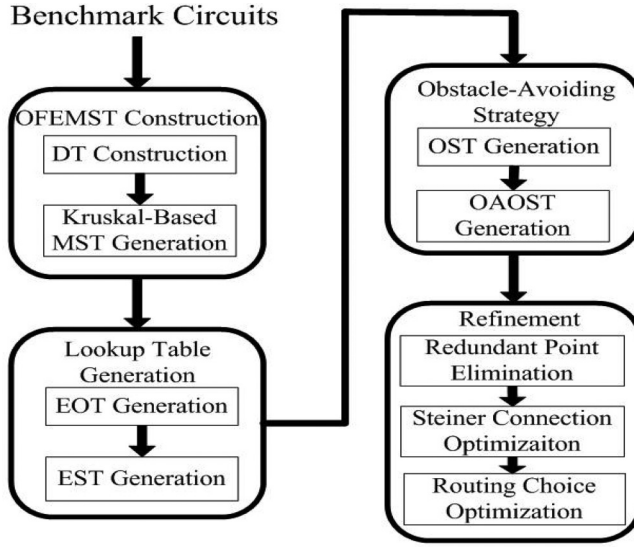 Benchmark Circuits
OFEMST Construction
DT Construction
Kruskal-Based
MST Generation
Lookup Table
Generation
EOT Generation
EST Generation
Obstacle-Avoiding
Strategy
OST Generation
OAOST
Generation
Refinement
Redundant Point
Elimination
Steiner Connection
Optimizaiton
Routing Choice
Optimization